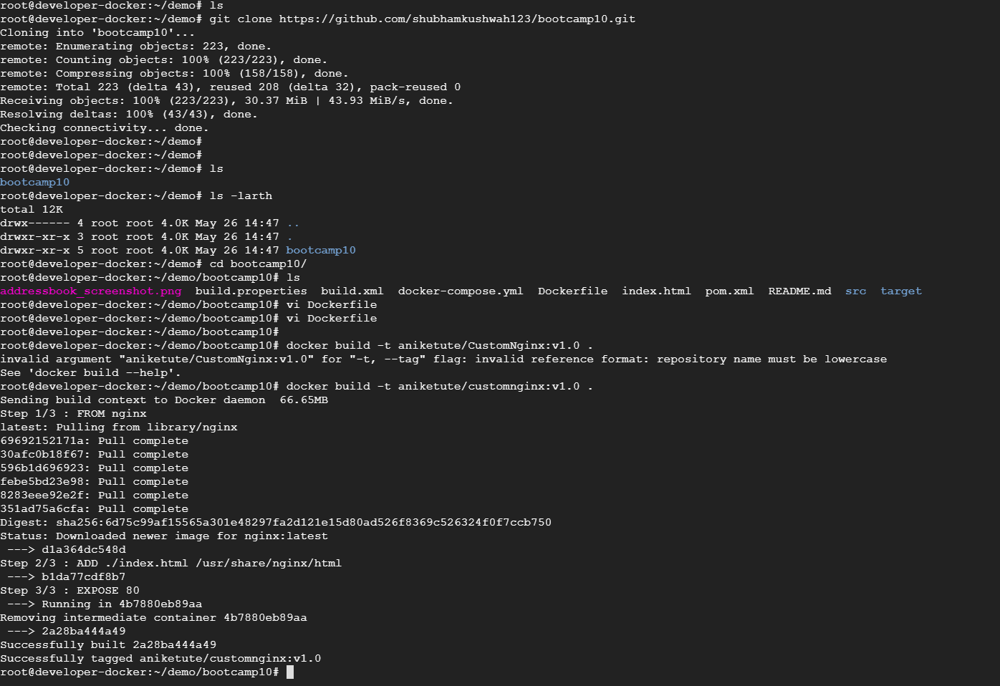 root@developer-docker:~/demo# ls
root@developer-docker:~/demo# git clone https://github.com/shubhamkushwah123/bootcamp10.git
Cloning into 'bootcamp10'...
remote: Enumerating objects: 223, done.
remote: Counting objects: 100% (223/223), done.
remote: Compressing objects: 100% (158/158), done.
remote: Total 223 (delta 43), reused 208 (delta 32), pack-reused 0
Receiving objects: 100% (223/223), 30.37 MiB | 43.93 MiB/s, done.
Resolving deltas: 100% (43/43), done.
Checking connectivity... done.
root@developer-docker:~/demo#
root@developer-docker:~/demo#
root@developer-docker:~/demo# ls
bootcamp10
root@developer-docker:~/demo# ls -larth
total 12K
drwx------ 4 root root 4.0K May 26 14:47 ..
drwxr-xr-x 3 root root 4.0K May 26 14:47 .
drwxr-xr-x 5 root root 4.0K May 26 14:47 bootcamp10
root@developer-docker:~/demo# cd bootcamp10/
root@developer-docker:~/demo/bootcamp10# ls
addressbook_screenshot.png  build.properties  build.xml  docker-compose.yml  Dockerfile  index.html  pom.xml  README.md  src  target
root@developer-docker:~/demo/bootcamp10# vi Dockerfile
root@developer-docker:~/demo/bootcamp10# vi Dockerfile
root@developer-docker:~/demo/bootcamp10#
root@developer-docker:~/demo/bootcamp10# docker build -t aniketute/CustomNginx:v1.0 .
invalid argument "aniketute/CustomNginx:v1.0" for "-t, --tag" flag: invalid reference format: repository name must be lowercase
See 'docker build --help'.
root@developer-docker:~/demo/bootcamp10# docker build -t aniketute/customnginx:v1.0 .
Sending build context to Docker daemon  66.65MB
Step 1/3 : FROM nginx
latest: Pulling from library/nginx
69692152171a: Pull complete
30afc0b18f67: Pull complete
596b1d696923: Pull complete
febe5bd23e98: Pull complete
8283eee92e2f: Pull complete
351ad75a6cfa: Pull complete
Digest: sha256:6d75c99af15565a301e48297fa2d121e15d80ad526f8369c526324f0f7ccb750
Status: Downloaded newer image for nginx:latest
 ---> d1a364dc548d
Step 2/3 : ADD ./index.html /usr/share/nginx/html
 ---> b1da77cdf8b7
Step 3/3 : EXPOSE 80
 ---> Running in 4b7880eb89aa
Removing intermediate container 4b7880eb89aa
 ---> 2a28ba444a49
Successfully built 2a28ba444a49
Successfully tagged aniketute/customnginx:v1.0
root@developer-docker:~/demo/bootcamp10#